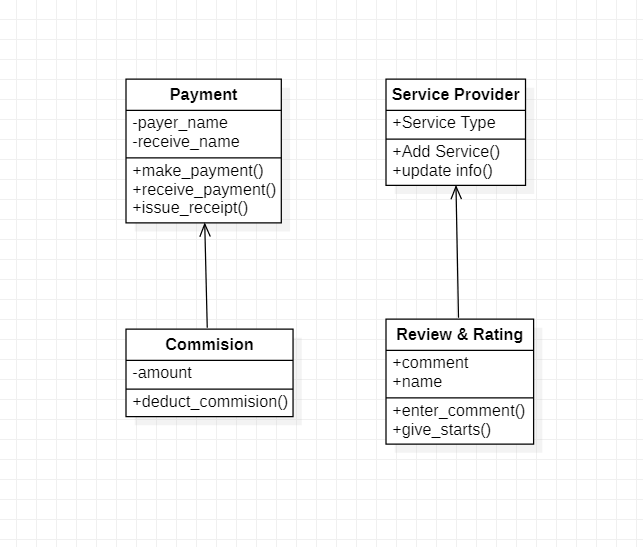 Payment
-payer_name
-receive_name
+make_payment()
+receive_payment()
+issue_receipt()
Service Provider
+Service Type
+Add Service()
+update info()
Commision
-amount
+deduct_commision()
Review & Rating
+comment
+name
+enter_comment()
+give_starts()